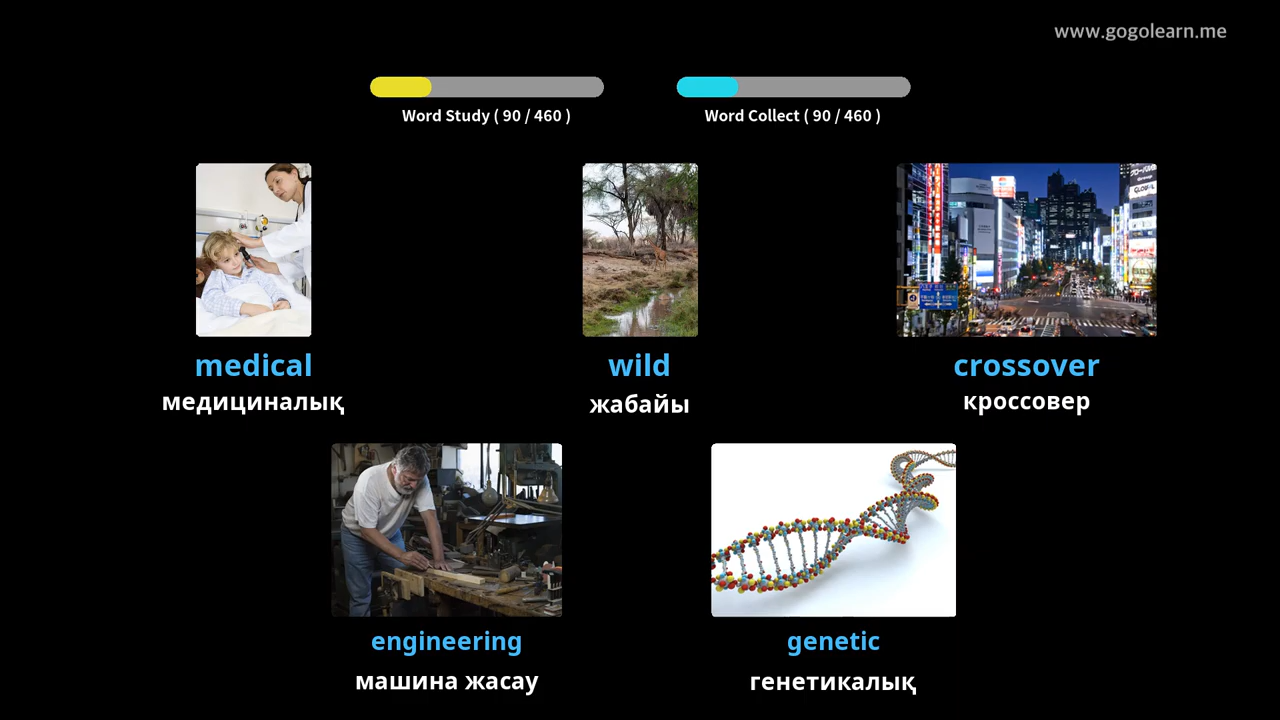 www.gogolearn.me
Word Study ( 90 / 460 )
Word Collect ( 90 / 460 )
GLOBAL
medical
wild
crossover
медициналық
жабайы
кроссовер
engineering
genetic
машина жасау
генетикалық